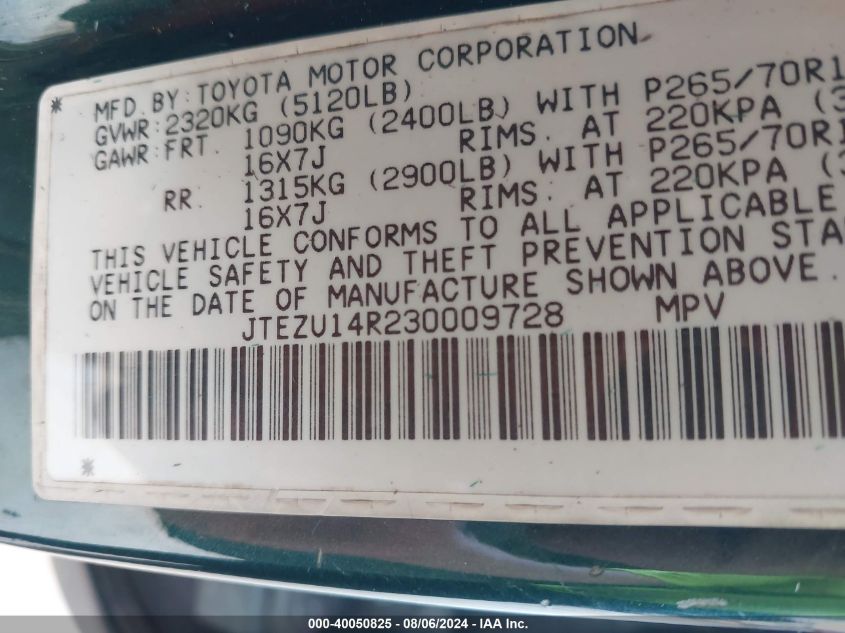 MFD. BY: TOYOTA MOTOR CORPORATION
GVWR: 2320KG (5120LB)
GAWR: FRT. 1090KG (2400LB) WITH P265/70R1
16X7J RIMS. AT 220KPA (3
RR. 1315KG (2900LB) WITH P265/70R1
16X7J RIMS. AT 220KPA (3
THIS VEHICLE CONFORMS TO ALL APPLICABLE
VEHICLE SAFETY AND THEFT PREVENTION STA
ON THE DATE OF MANUFACTURE SHOWN ABOVE.
JTEZU14R230009728 MPV
000-40050825 - 08/06/2024 - IAA Inc.